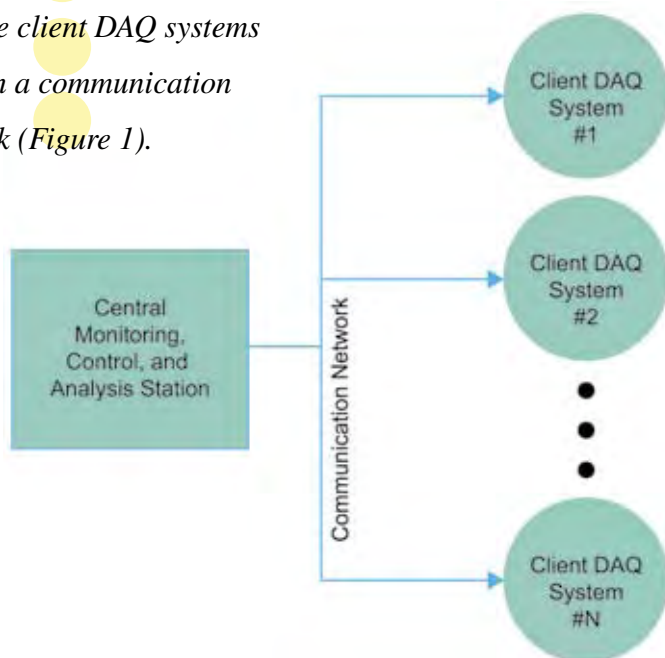 client DAQ systems
a communication
(Figure 1).
Client DAQ
System
#1
Client DAQ
System
#2
Central
Monitoring,
Control, and
Analysis Station
Communication Network
Client DAQ
System
#N